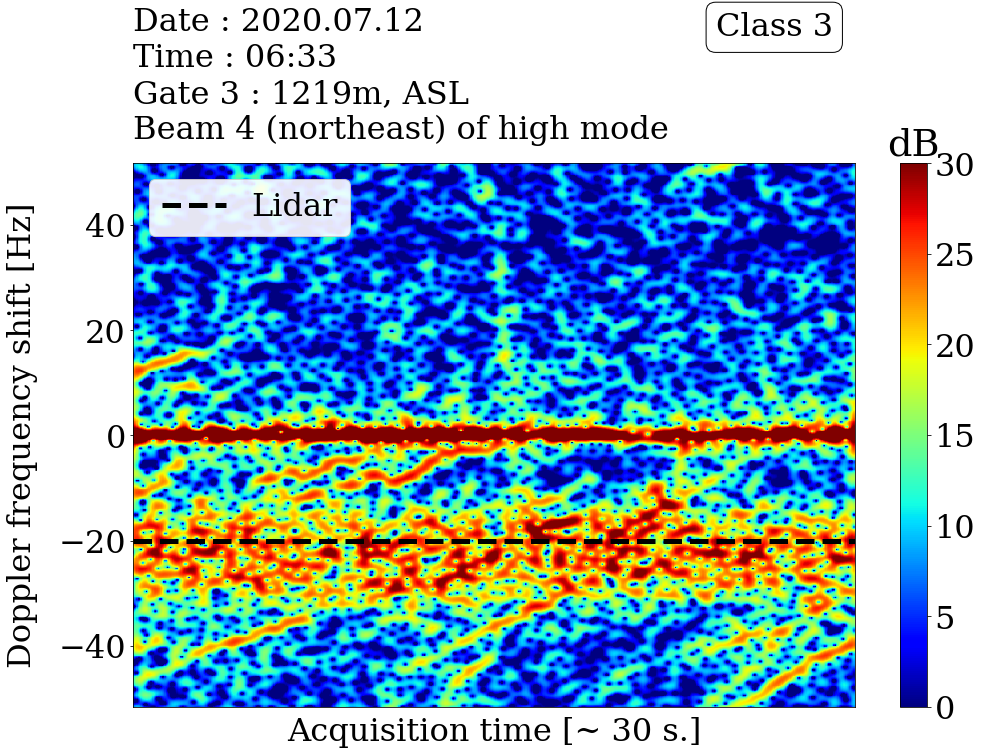 Date : 2020.07.12
Time : 06:33
Gate 3 : 1219m, ASL
Beam 4 (northeast) of high mode
Class 3
dB
Lidar
Doppler frequency shift [Hz]
40
20
0
−20
−40
Acquisition time [~ 30 s.]
30
25
20
15
10
5
0